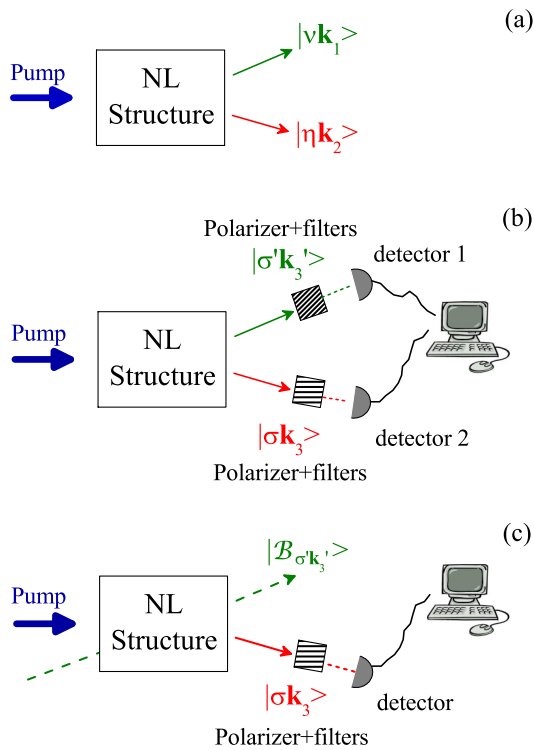 (a)
|νk₁>
Pump
NL
Structure
|ηk₂>
(b)
Polarizer+filters
|σ'k₃'>
detector 1
Pump
NL
Structure
|σk₃>
detector 2
Polarizer+filters
(c)
|ℬσ'k₃'>
Pump
NL
Structure
|σk₃>
detector
Polarizer+filters